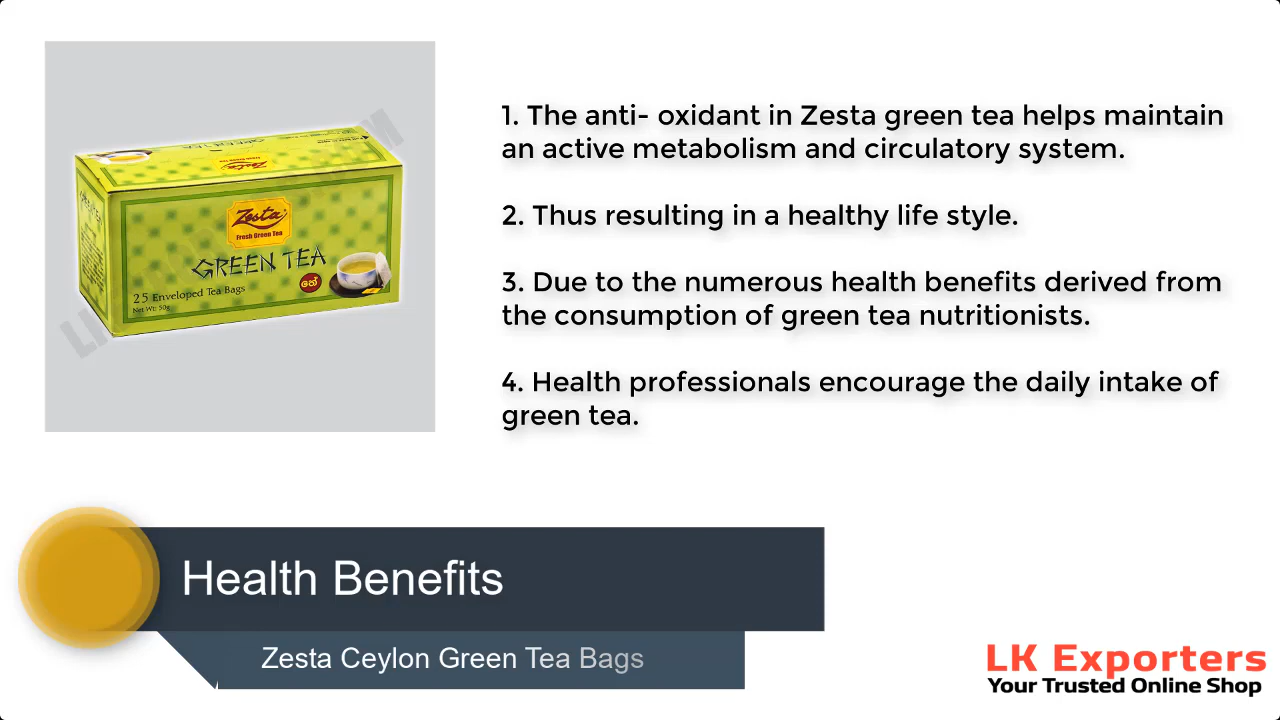 1. The anti- oxidant in Zesta green tea helps maintain
an active metabolism and circulatory system.
2. Thus resulting in a healthy life style.
3. Due to the numerous health benefits derived from
the consumption of green tea nutritionists.
4. Health professionals encourage the daily intake of
green tea.
Zesta
Fresh Green Tea
GREEN TEA
තේ
25 Enveloped Tea Bags
Net Wt: 50g
Health Benefits
Zesta Ceylon Green Tea Bags
LK Exporters
Your Trusted Online Shop